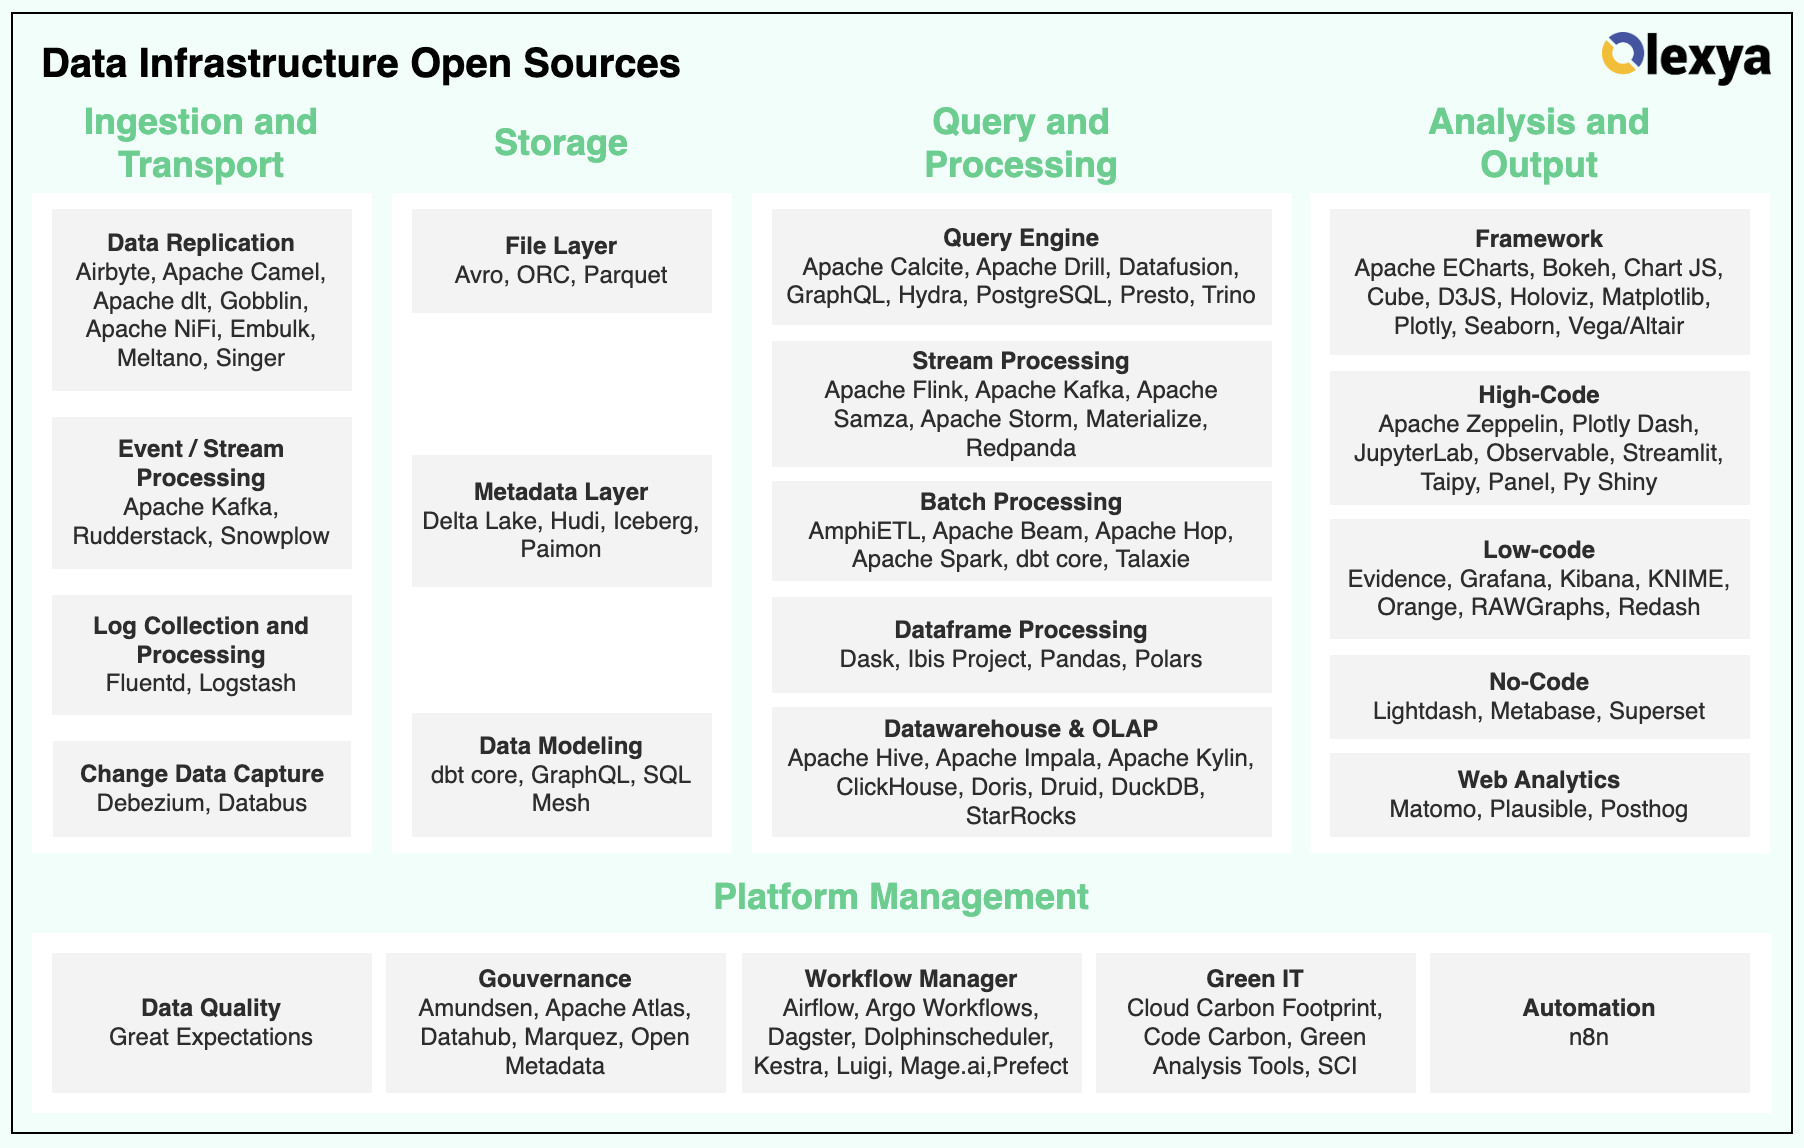 Data Infrastructure Open Sources
Olexya
Ingestion and
Transport
Data Replication
Airbyte, Apache Camel,
Apache dlt, Gobblin,
Apache NiFi, Embulk,
Meltano, Singer
Event / Stream
Processing
Apache Kafka,
Rudderstack, Snowplow
Log Collection and
Processing
Fluentd, Logstash
Change Data Capture
Debezium, Databus
Storage
File Layer
Avro, ORC, Parquet
Metadata Layer
Delta Lake, Hudi, Iceberg,
Paimon
Data Modeling
dbt core, GraphQL, SQL
Mesh
Query and
Processing
Query Engine
Apache Calcite, Apache Drill, Datafusion,
GraphQL, Hydra, PostgreSQL, Presto, Trino
Stream Processing
Apache Flink, Apache Kafka, Apache
Samza, Apache Storm, Materialize,
Redpanda
Batch Processing
AmphiETL, Apache Beam, Apache Hop,
Apache Spark, dbt core, Talaxie
Dataframe Processing
Dask, Ibis Project, Pandas, Polars
Datawarehouse & OLAP
Apache Hive, Apache Impala, Apache Kylin,
ClickHouse, Doris, Druid, DuckDB,
StarRocks
Analysis and
Output
Framework
Apache ECharts, Bokeh, Chart JS,
Cube, D3JS, Holoviz, Matplotlib,
Plotly, Seaborn, Vega/Altair
High-Code
Apache Zeppelin, Plotly Dash,
JupyterLab, Observable, Streamlit,
Taipy, Panel, Py Shiny
Low-code
Evidence, Grafana, Kibana, KNIME,
Orange, RAWGraphs, Redash
No-Code
Lightdash, Metabase, Superset
Web Analytics
Matomo, Plausible, Posthog
Platform Management
Data Quality
Great Expectations
Gouvernance
Amundsen, Apache Atlas,
Datahub, Marquez, Open
Metadata
Workflow Manager
Airflow, Argo Workflows,
Dagster, Dolphinscheduler,
Kestra, Luigi, Mage.ai,Prefect
Green IT
Cloud Carbon Footprint,
Code Carbon, Green
Analysis Tools, SCI
Automation
n8n